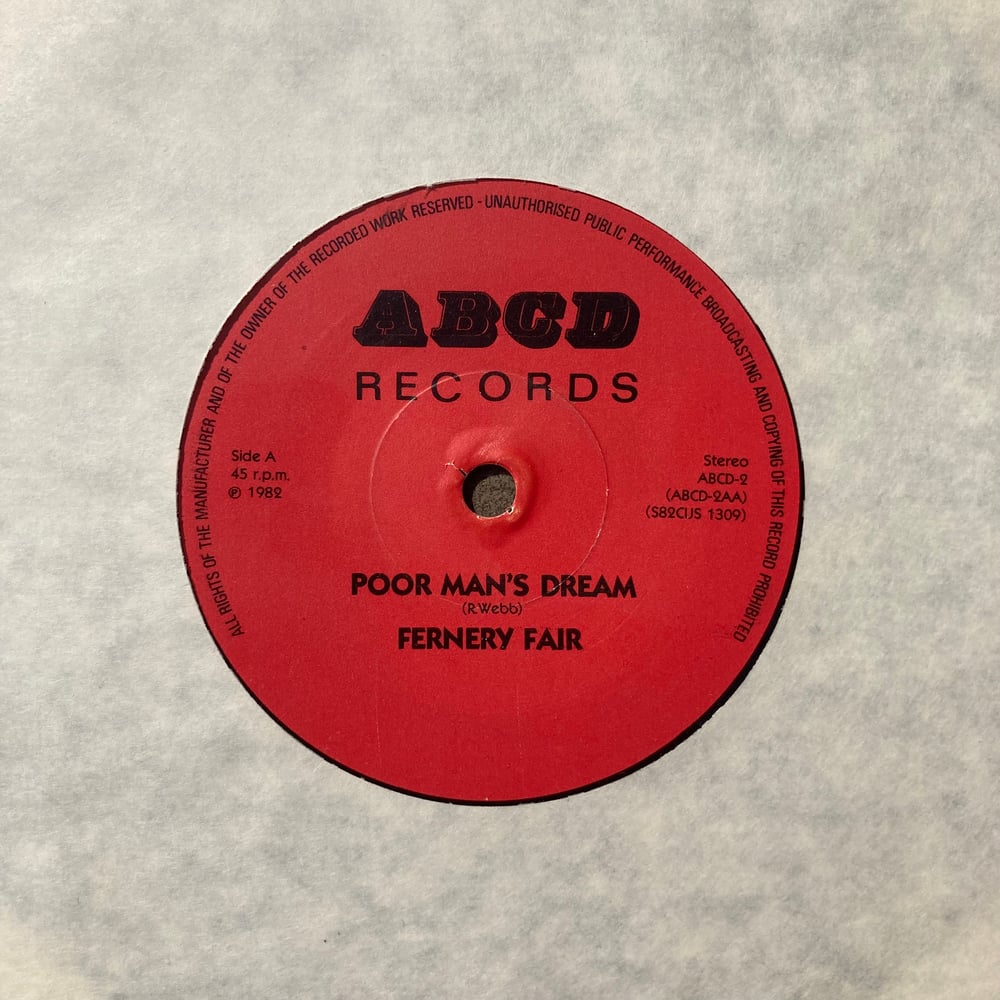 ALL RIGHTS OF THE MANUFACTURER AND OF THE OWNER OF THE RECORDED WORK RESERVED - UNAUTHORISED PUBLIC PERFORMANCE BROADCASTING AND COPYING OF THIS RECORD PROHIBITED
ABCD
RECORDS
Side A
45 r.p.m.
℗ 1982
Stereo
ABCD-2
(ABCD-2AA)
(S82CIJS 1309)
POOR MAN'S DREAM
(R.Webb)
FERNERY FAIR